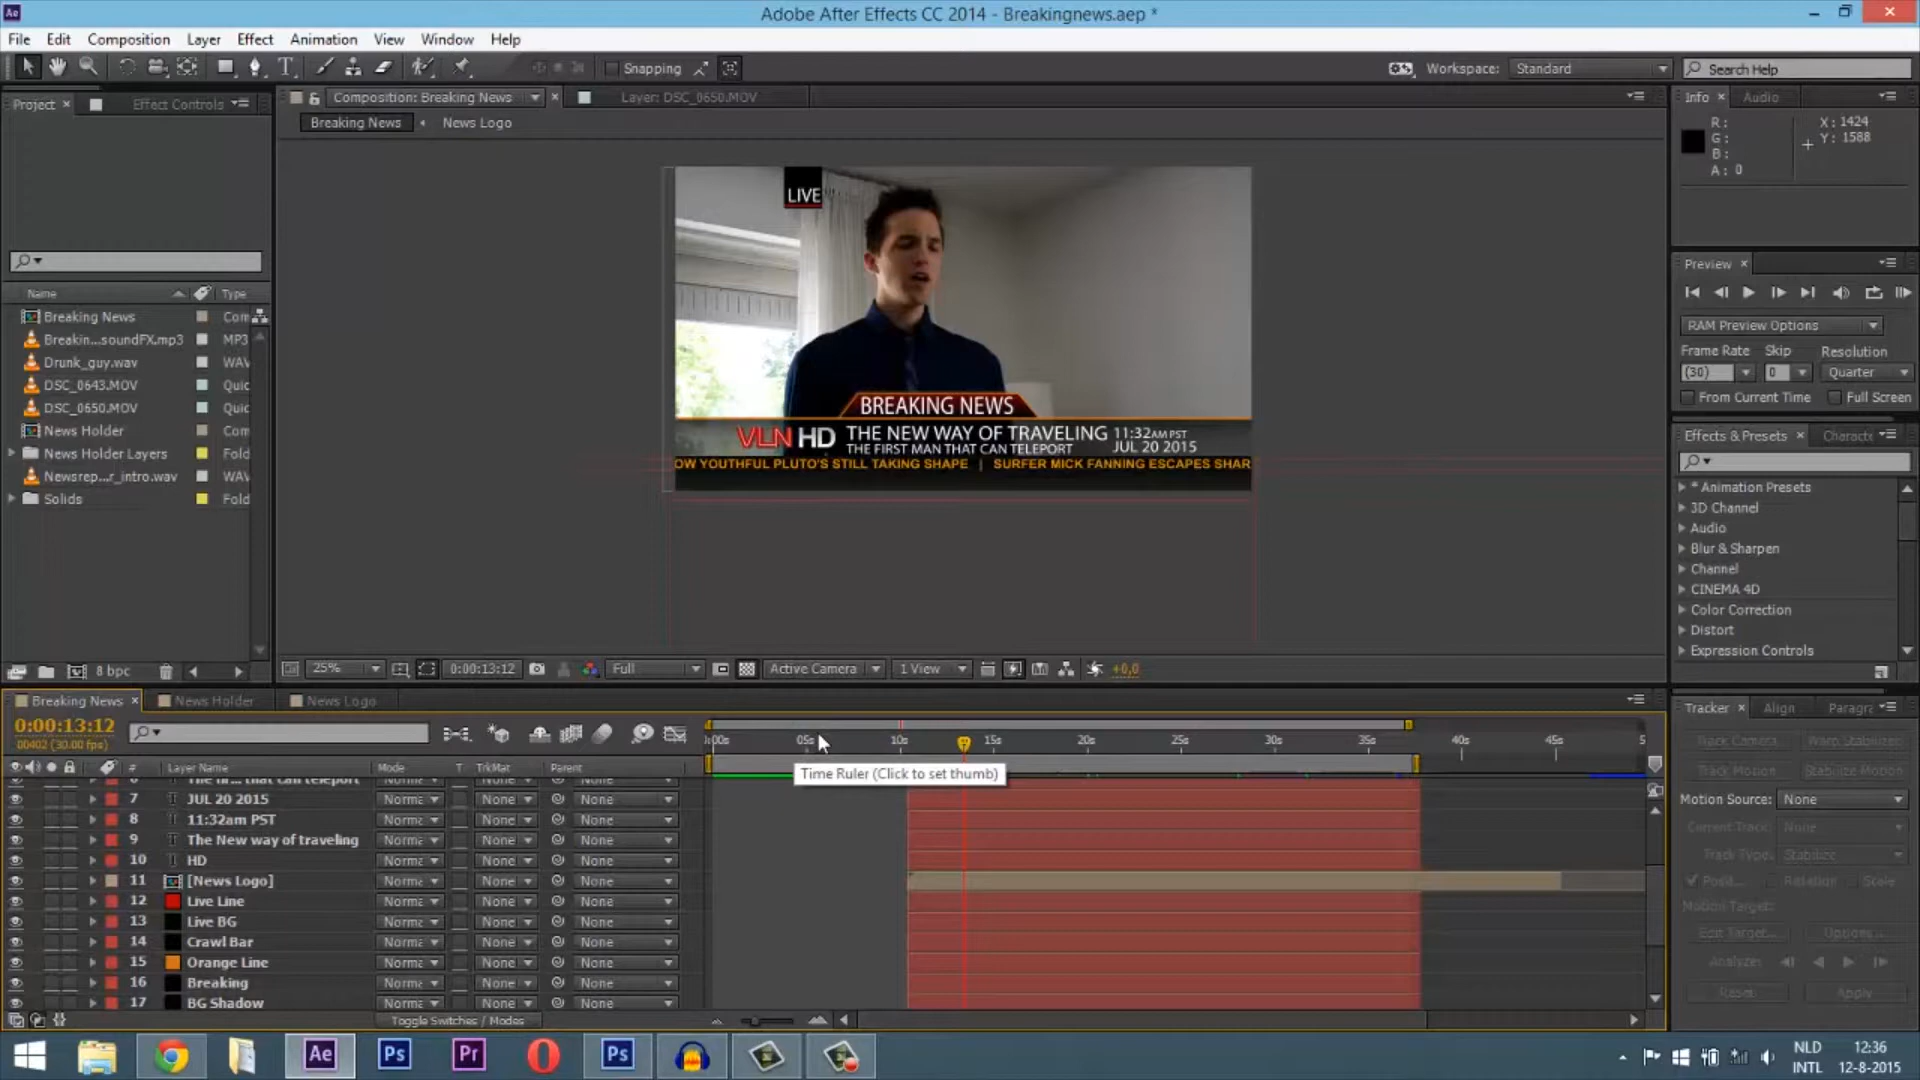 Adobe After Effects CC 2014 - Breakingnews.aep *
File Edit Composition Layer Effect Animation View Window Help
Snapping
Workspace: Standard
Search Help
Project
Effect Controls
Composition: Breaking News
Layer: DSC_0650.MOV
Breaking News
News Logo
Info
Audio
R:
G:
B:
A: 0
X: 1424
Y: 1588
Name
Type
Breaking News Com
Breakin...soundFX.mp3 MP3
Drunk_guy.wav WAV
DSC_0643.MOV Quic
DSC_0650.MOV Quic
News Holder Com
News Holder Layers Fold
Newsrep...r_intro.wav WAV
Solids Fold
8 bpc
LIVE
BREAKING NEWS
VLN HD
THE NEW WAY OF TRAVELING
THE FIRST MAN THAT CAN TELEPORT
11:32AM PST
JUL 20 2015
OW YOUTHFUL PLUTO'S STILL TAKING SHAPE | SURFER MICK FANNING ESCAPES SHAR
25%
0:00:13:12
Full
Active Camera
1 View
+0,0
Preview
RAM Preview Options
Frame Rate Skip Resolution
(30) 0 Quarter
From Current Time Full Screen
Effects & Presets
Characte
* Animation Presets
3D Channel
Audio
Blur & Sharpen
Channel
CINEMA 4D
Color Correction
Distort
Expression Controls
Breaking News
News Holder
News Logo
0:00:13:12
00402 (30.00 fps)
:00s 05s 10s 15s 20s 25s 30s 35s 40s 45s 5
Layer Name Mode T TrkMat Parent
Time Ruler (Click to set thumb)
7 JUL 20 2015 Norma None None
8 11:32am PST Norma None None
9 The New way of traveling Norma None None
10 HD Norma None None
11 [News Logo] Norma None None
12 Live Line Norma None None
13 Live BG Norma None None
14 Crawl Bar Norma None None
15 Orange Line Norma None None
16 Breaking Norma None None
17 BG Shadow Norma None None
Toggle Switches / Modes
Tracker
Align
Paragra
Track Camera Warp Stabilizer
Track Motion Stabilize Motion
Motion Source: None
Current Track: None
Track Type: Stabilize
Positi... Rotation Scale
Motion Target:
Edit Target... Options...
Analyze:
Reset Apply
Ae
Ps
Pr
Ps
NLD
INTL
12:36
12-8-2015